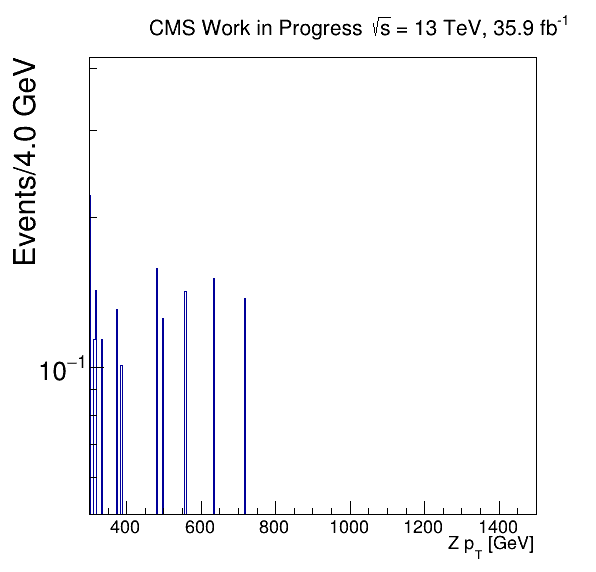 CMS Work in Progress √s = 13 TeV, 35.9 fb⁻¹
Events/4.0 GeV
10⁻¹
400 600 800 1000 1200 1400
Z p_T [GeV]